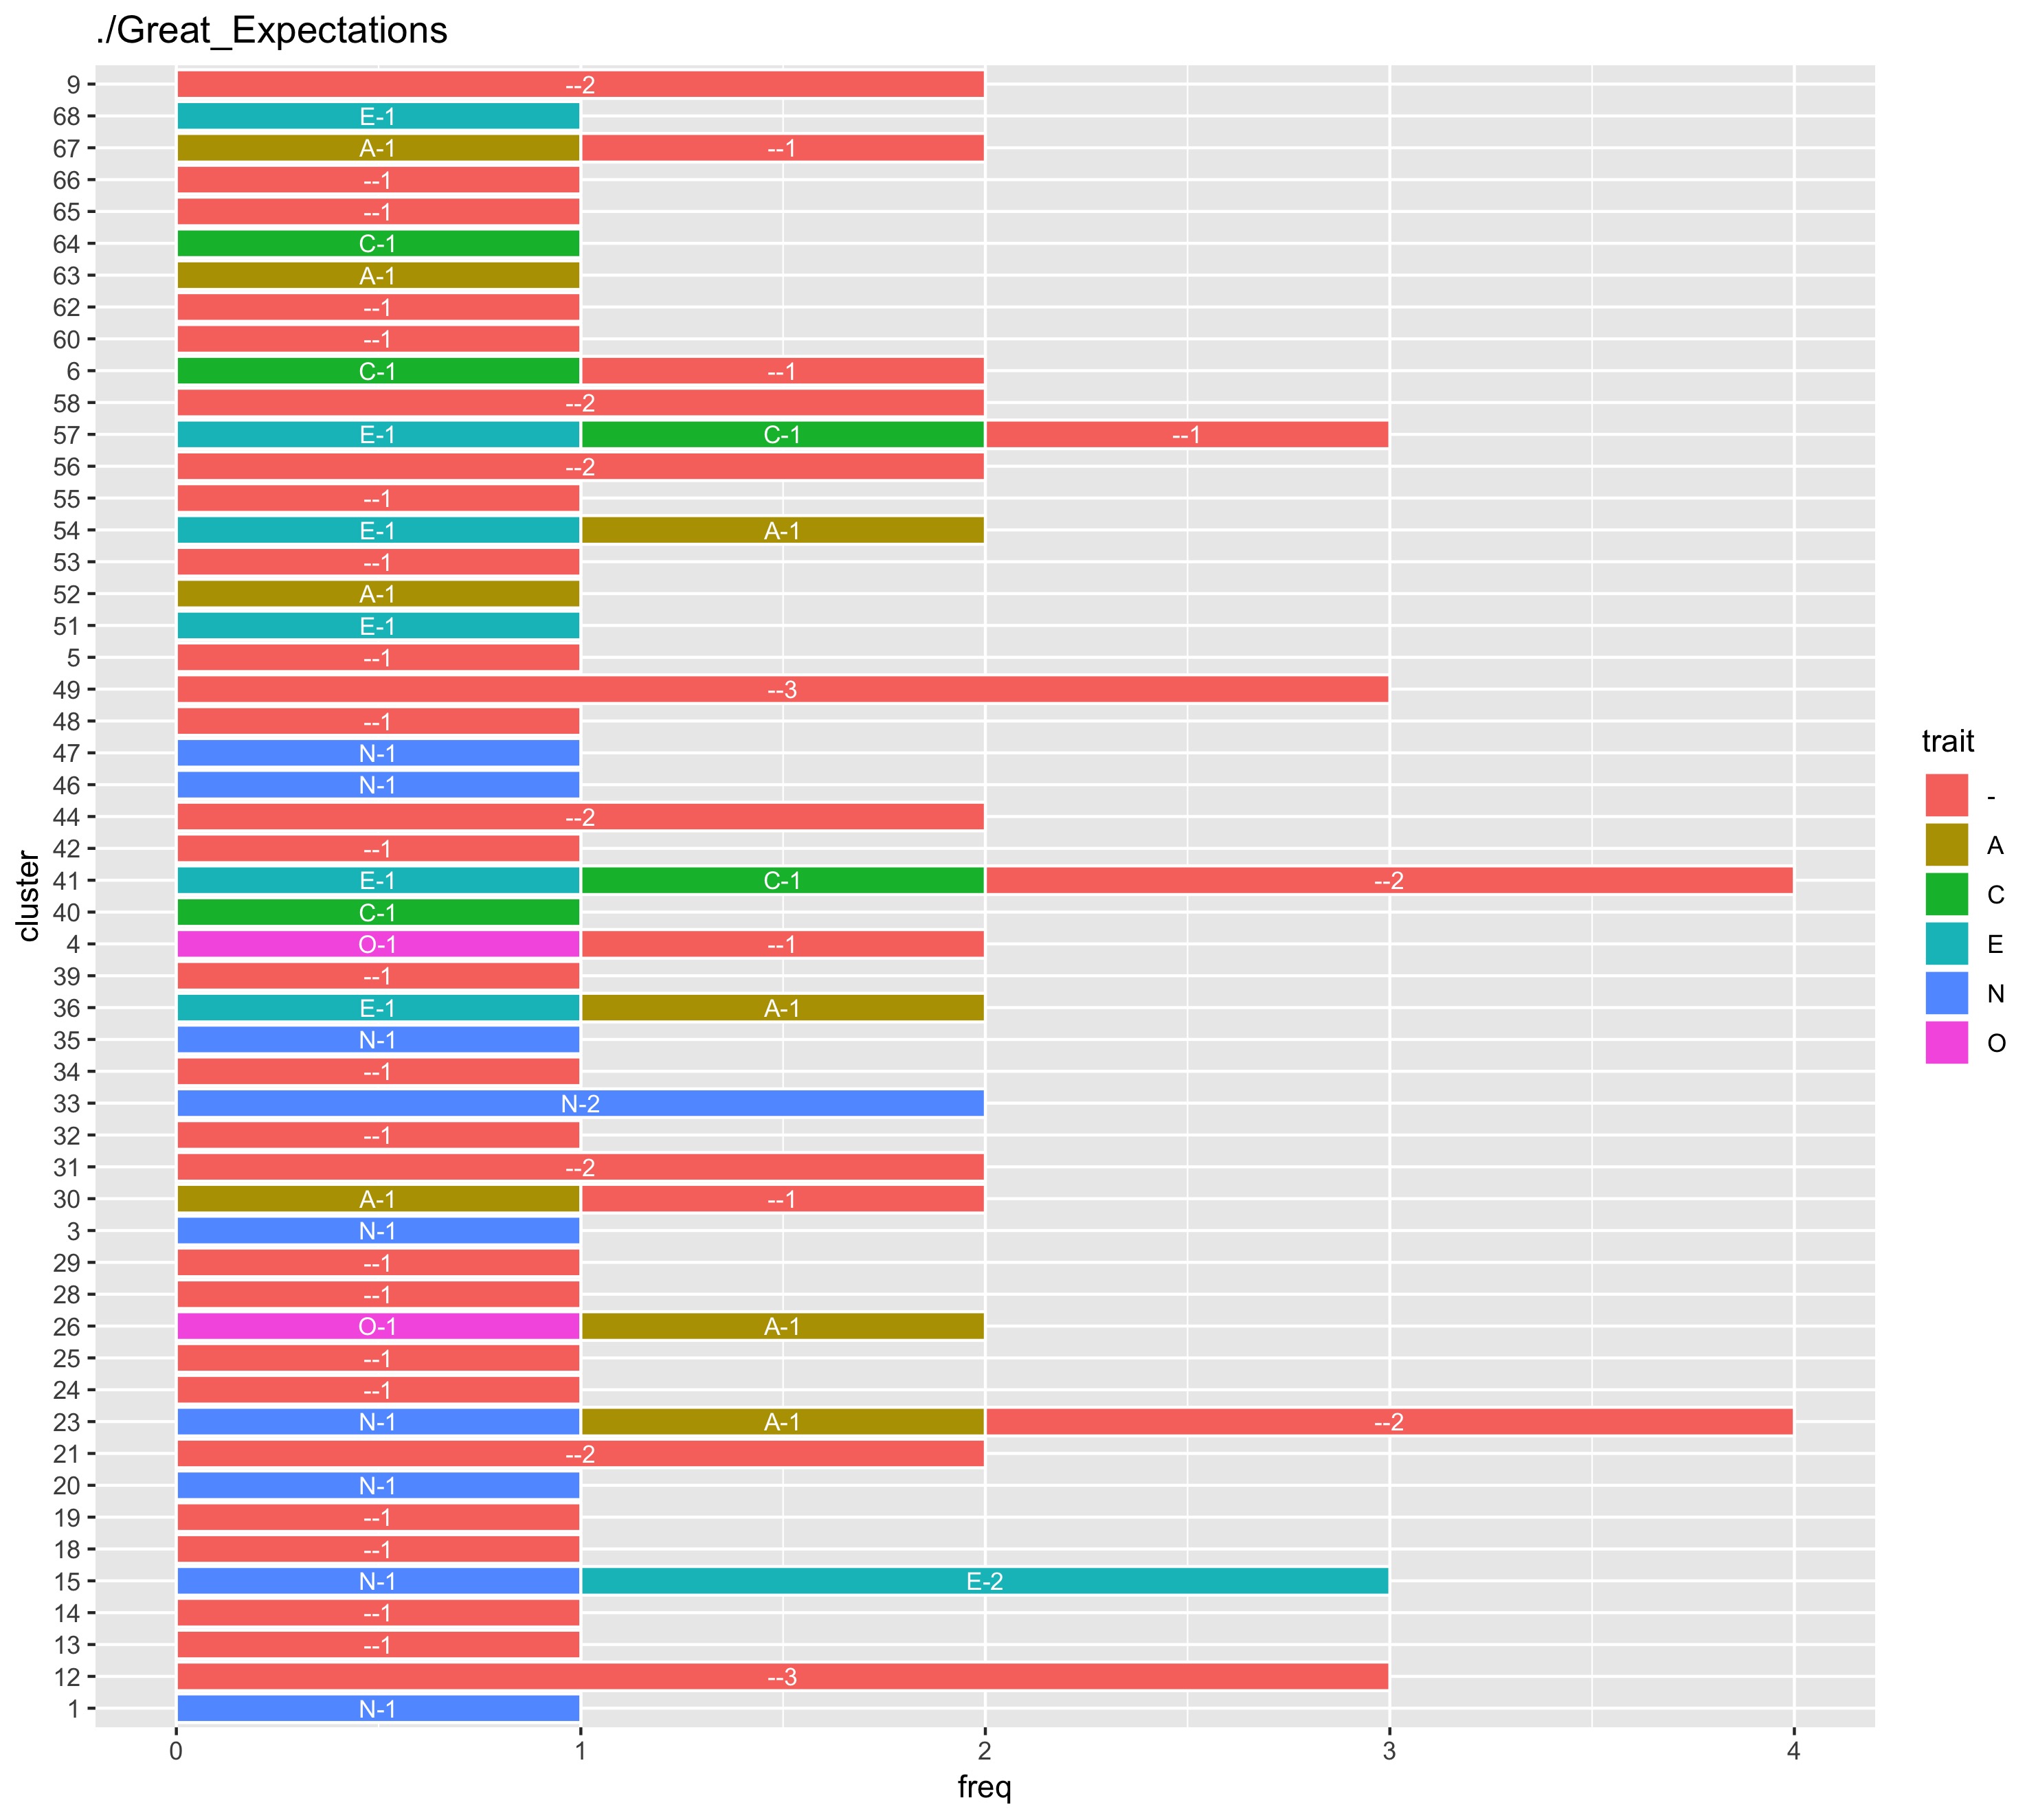 ./Great_Expectations
9 --2
68 E-1
67 A-1 --1
66 --1
65 --1
64 C-1
63 A-1
62 --1
60 --1
6 C-1 --1
58 --2
57 E-1 C-1 --1
56 --2
55 --1
54 E-1 A-1
53 --1
52 A-1
51 E-1
5 --1
49 --3
48 --1
47 N-1
46 N-1
44 --2
42 --1
41 E-1 C-1 --2
40 C-1
4 O-1 --1
39 --1
36 E-1 A-1
35 N-1
34 --1
33 N-2
32 --1
31 --2
30 A-1 --1
3 N-1
29 --1
28 --1
26 O-1 A-1
25 --1
24 --1
23 N-1 A-1 --2
21 --2
20 N-1
19 --1
18 --1
15 N-1 E-2
14 --1
13 --1
12 --3
1 N-1
0 1 2 3 4
freq
cluster
trait
-
A
C
E
N
O